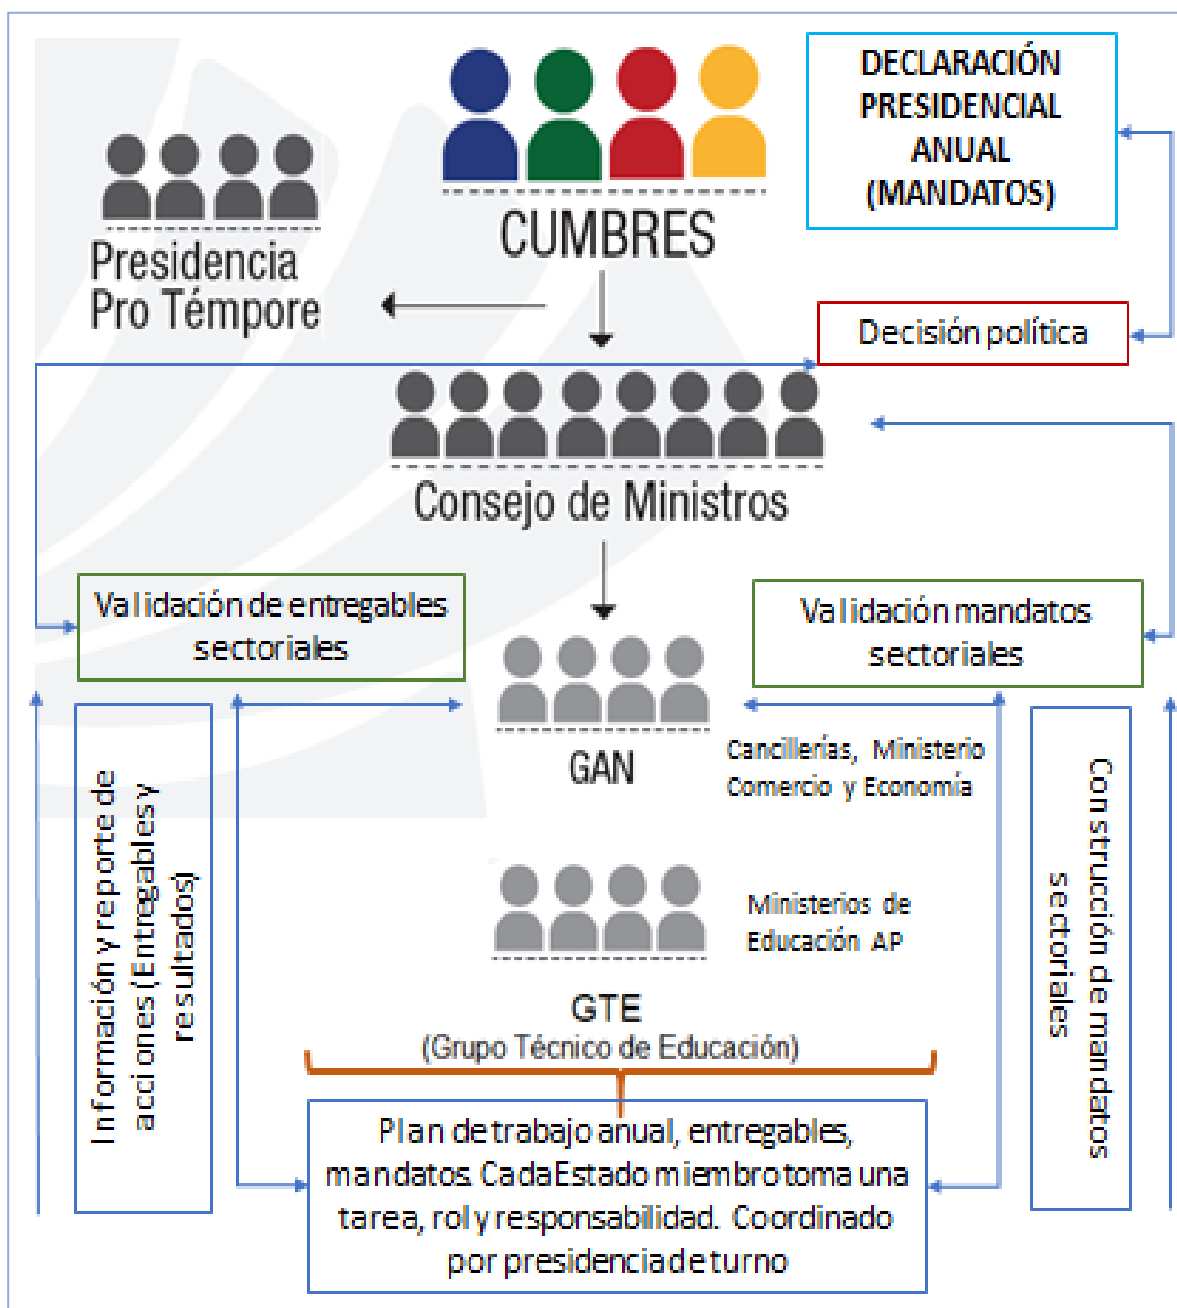 DECLARACIÓN
PRESIDENCIAL
ANUAL
(MANDATOS)
CUMBRES
Presidencia
Pro Témpore
Decisión política
Consejo de Ministros
Validación de entregables
sectoriales
Validación mandatos
sectoriales
GAN
Cancillerías, Ministerio
Comercio y Economía
Información y reporte de
acciones (Entregables y
resultados)
Construcción de mandatos
sectoriales
Ministerios de
Educación AP
GTE
(Grupo Técnico de Educación)
Plan de trabajo anual, entregables,
mandatos. Cada Estado miembro toma una
tarea, rol y responsabilidad. Coordinado
por presidencia de turno